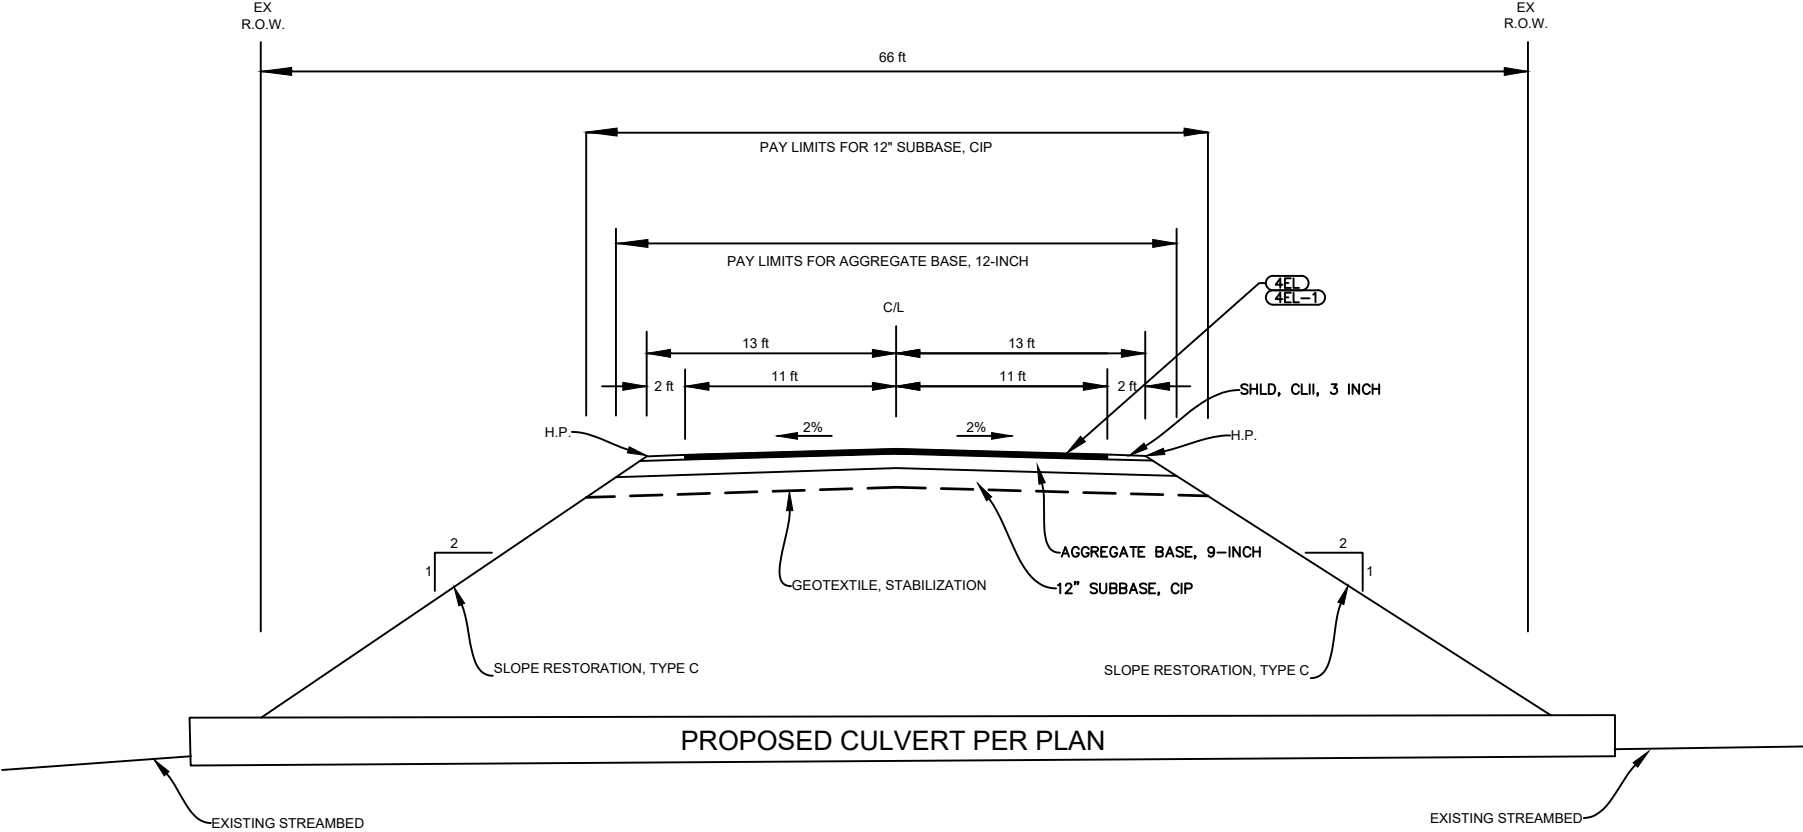 EX
R.O.W.
EX
R.O.W.
66 ft
PAY LIMITS FOR 12" SUBBASE, CIP
PAY LIMITS FOR AGGREGATE BASE, 12-INCH
4EL
4EL-1
C/L
13 ft
13 ft
2 ft
11 ft
11 ft
2 ft
SHLD, CLII, 3 INCH
H.P.
2%
2%
H.P.
2
1
2
1
AGGREGATE BASE, 9-INCH
GEOTEXTILE, STABILIZATION
12" SUBBASE, CIP
SLOPE RESTORATION, TYPE C
SLOPE RESTORATION, TYPE C
PROPOSED CULVERT PER PLAN
EXISTING STREAMBED
EXISTING STREAMBED